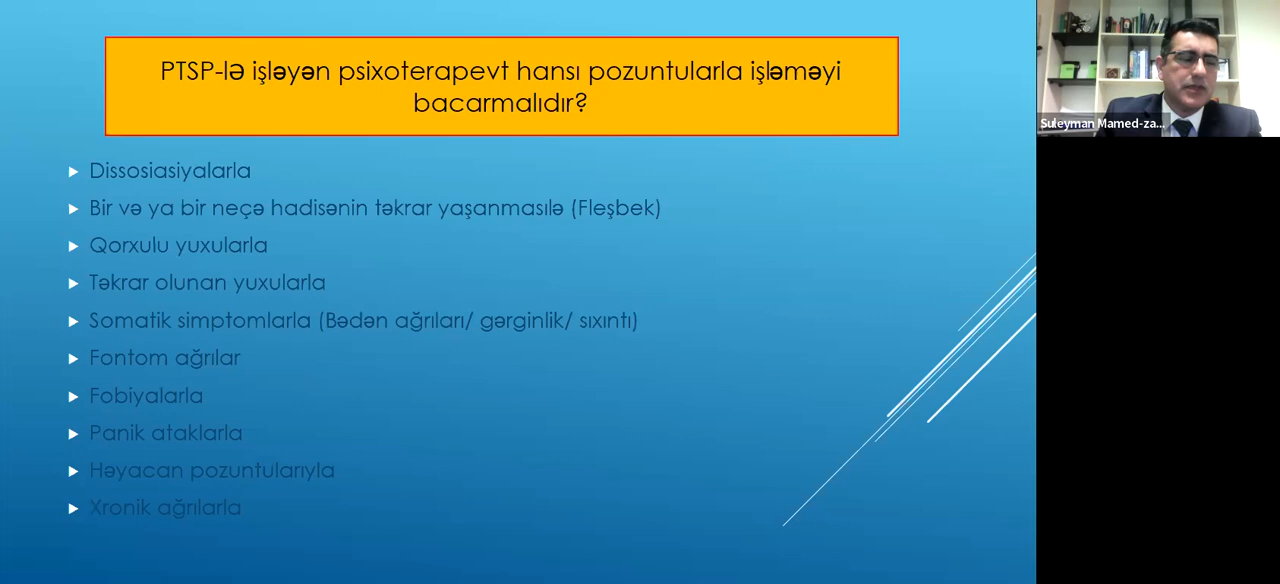 PTSP-lƏ işləyən psixoterapevt hansı pozuntularla işləməyi
bacarmalıdır?
Dissosiasiyalarla
Bir və ya bir neçə hadisənin təkrar yaşanmasılə (Fleşbek)
Qorxulu yuxularla
Təkrar olunan yuxularla
Somatik simptomlarla (Bədən ağrıları/ gərginlik/ sıxıntı)
Fontom ağrılar
Fobiyalarla
Panik ataklarla
Həyacan pozuntularıyla
Xronik ağrılarla
Suleyman Mamed-za...